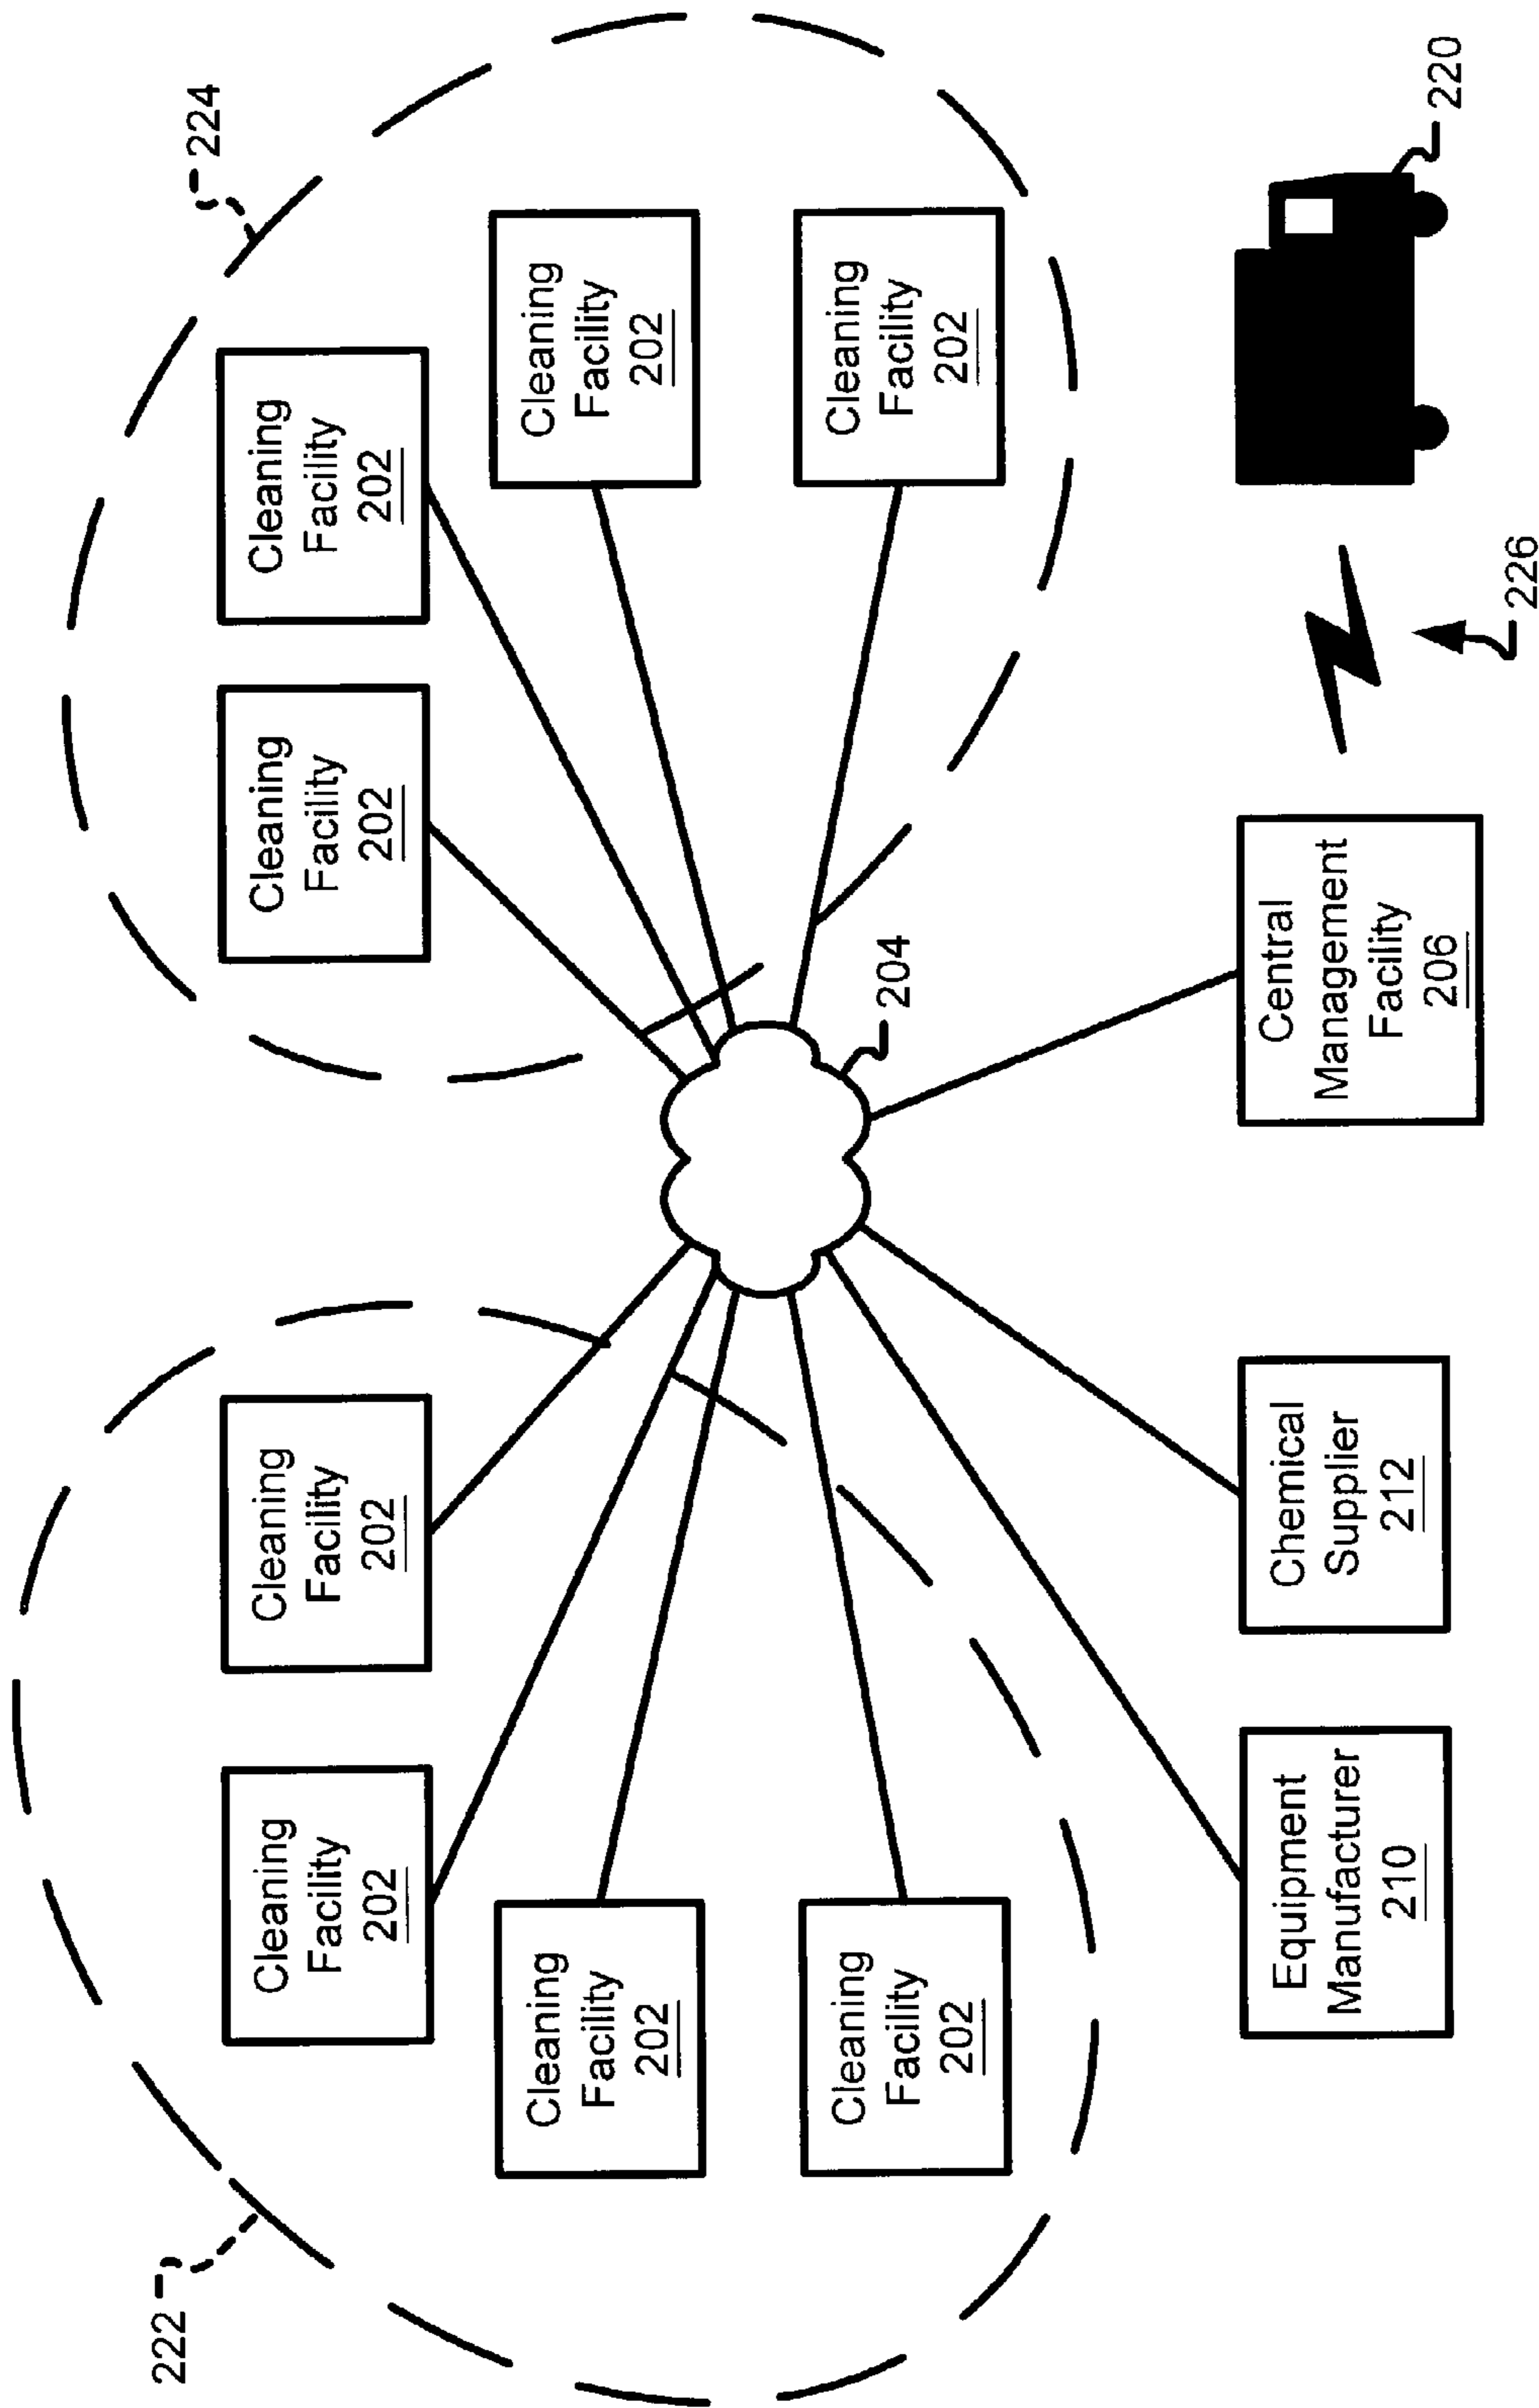 222
224
Cleaning
Facility
202
Cleaning
Facility
202
Cleaning
Facility
202
Cleaning
Facility
202
Cleaning
Facility
202
Cleaning
Facility
202
Cleaning
Facility
202
Cleaning
Facility
202
204
Equipment
Manufacturer
210
Chemical
Supplier
212
Central
Management
Facility
206
226
220